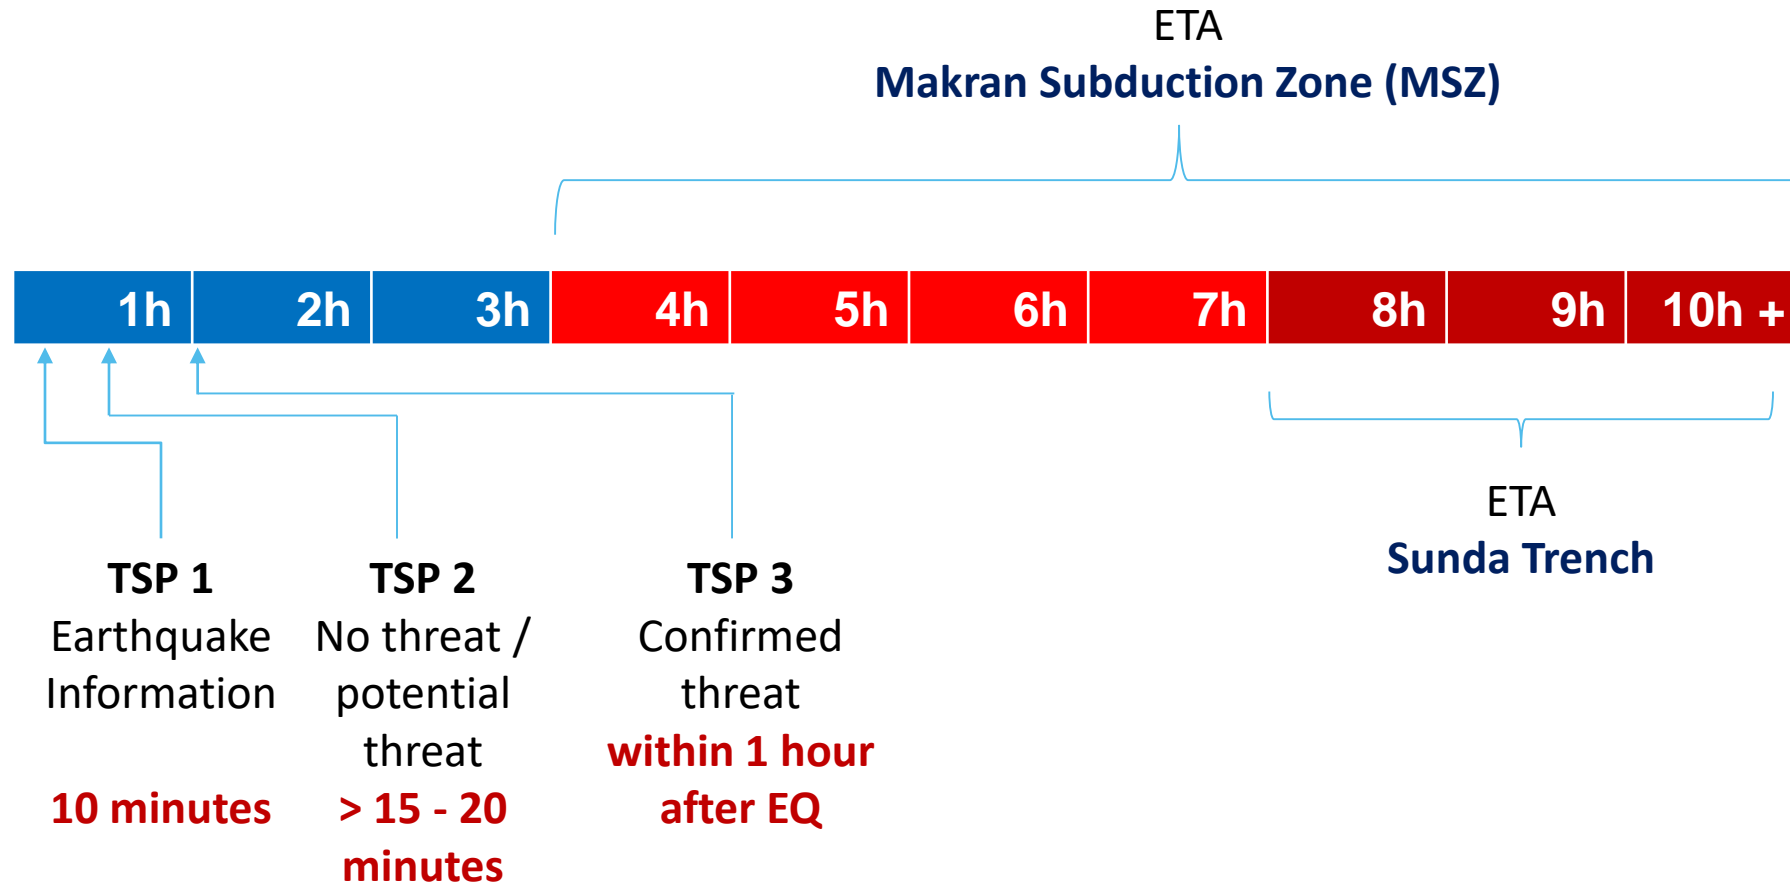 ETA
Makran Subduction Zone (MSZ)
1h
2h
3h
4h
5h
6h
7h
8h
9h
10h +
ETA
Sunda Trench
TSP 1
Earthquake
Information
10 minutes
TSP 2
No threat /
potential
threat
> 15 - 20
minutes
TSP 3
Confirmed
threat
within 1 hour
after EQ